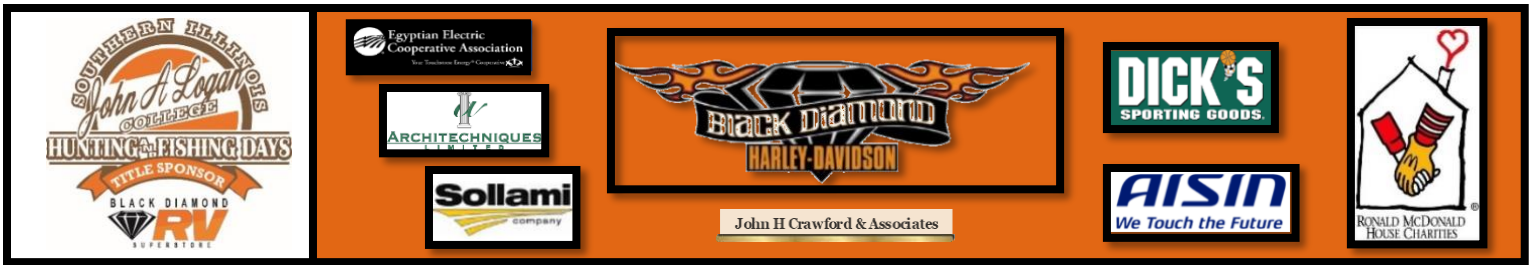 SOUTHERN ILLINOIS
John A Logan
COLLEGE
HUNTING and FISHING DAYS
TITLE SPONSOR
BLACK DIAMOND
RV
SUPERSTORE
Egyptian Electric
Cooperative Association
Your Touchstone Energy® Cooperative
ARCHITECHNIQUES
LIMITED
Sollami
company
BLACK DIAMOND
HARLEY-DAVIDSON
John H Crawford & Associates
DICK'S
SPORTING GOODS.
AISIN
We Touch the Future
®
RONALD MCDONALD
HOUSE CHARITIES